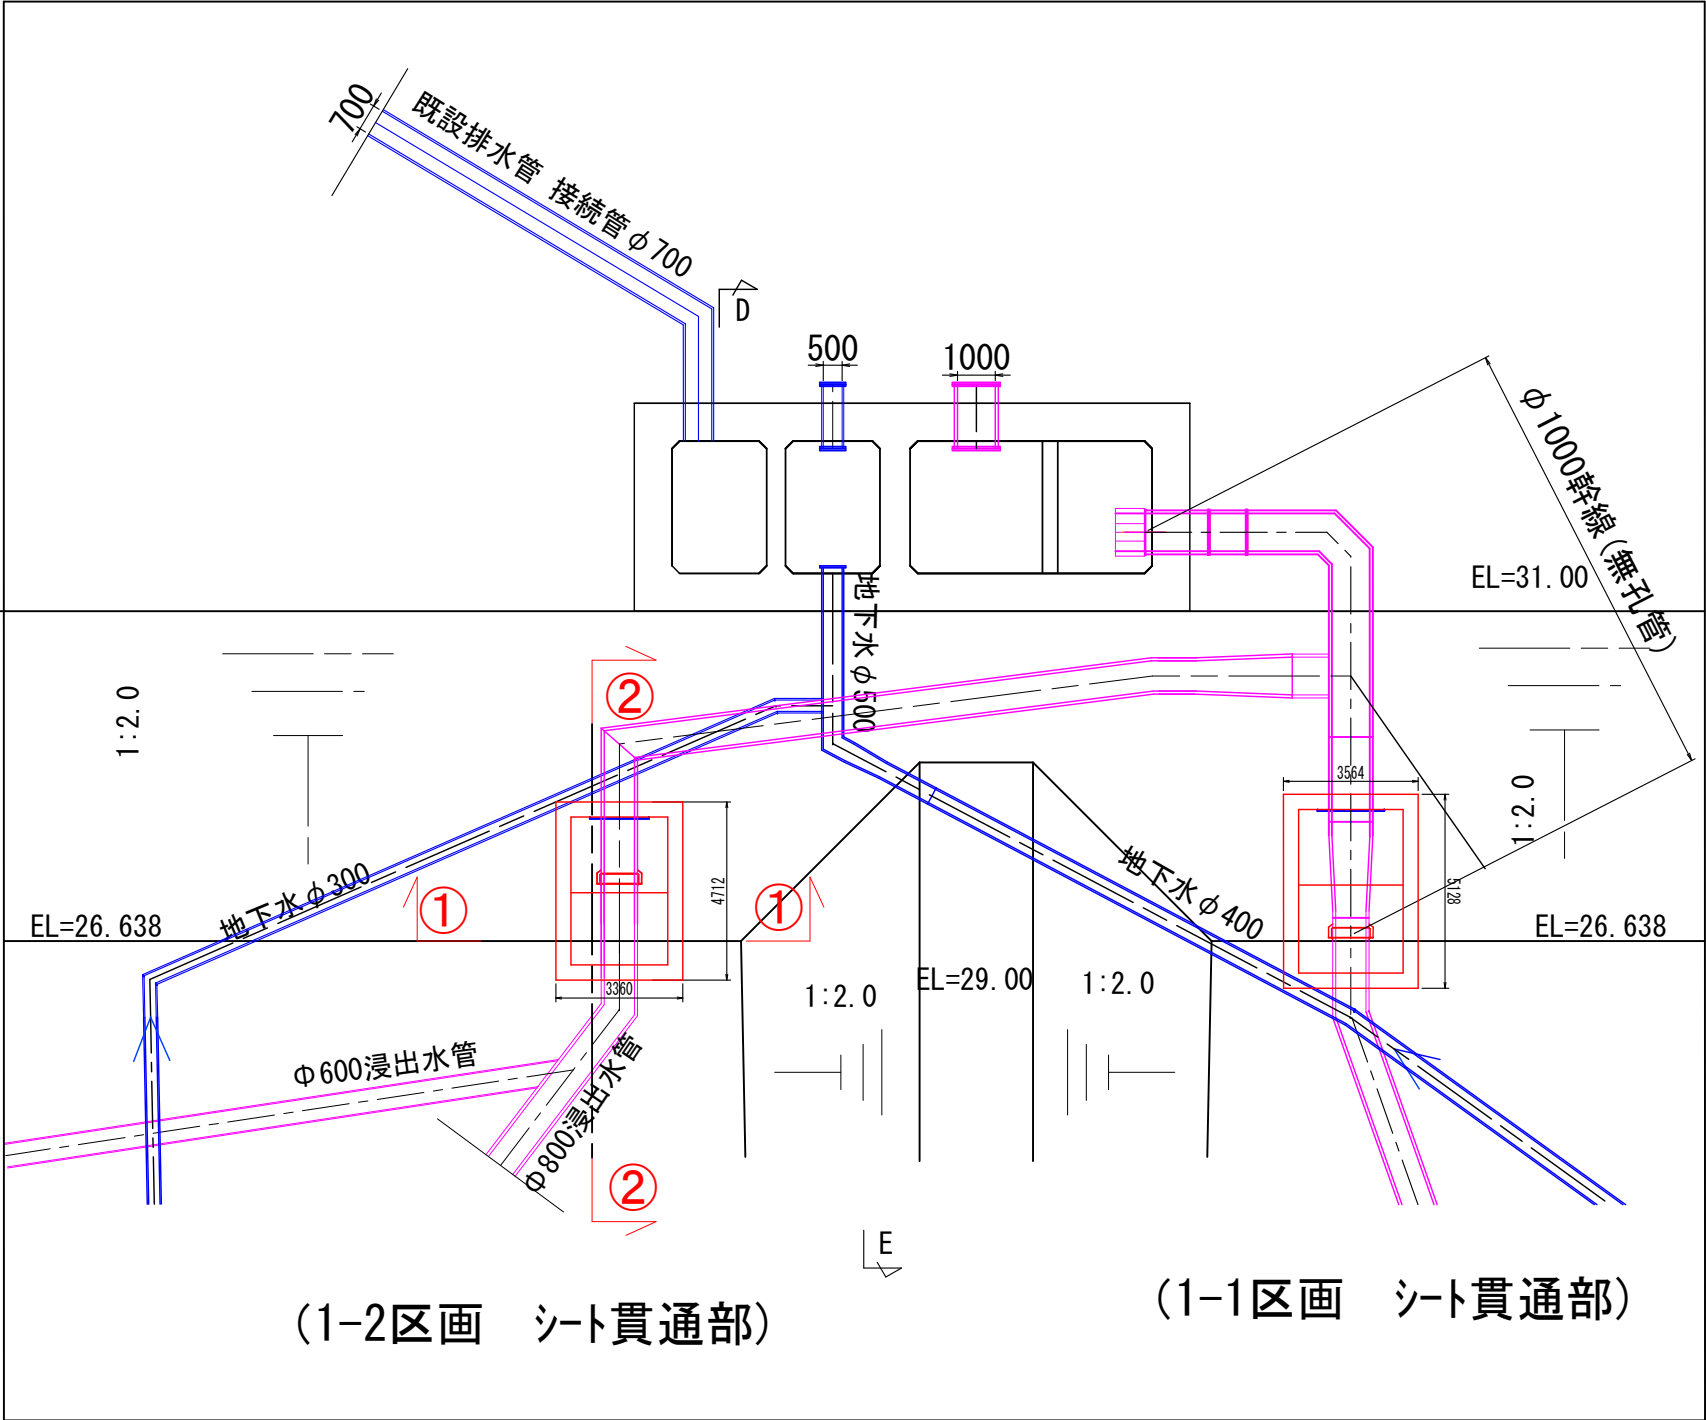 700
既設排水管 接続管φ700
D
500
1000
φ1000幹線(無孔管)
EL=31.00
地下水φ500
②
1:2.0
3564
1:2.0
地下水φ300
4712
①
①
地下水φ400
5128
EL=26.638
EL=26.638
3360
1:2.0
EL=29.00
1:2.0
Φ600浸出水管
Φ800浸出水管
②
E
(1-2区画　シート貫通部)
(1-1区画　シート貫通部)